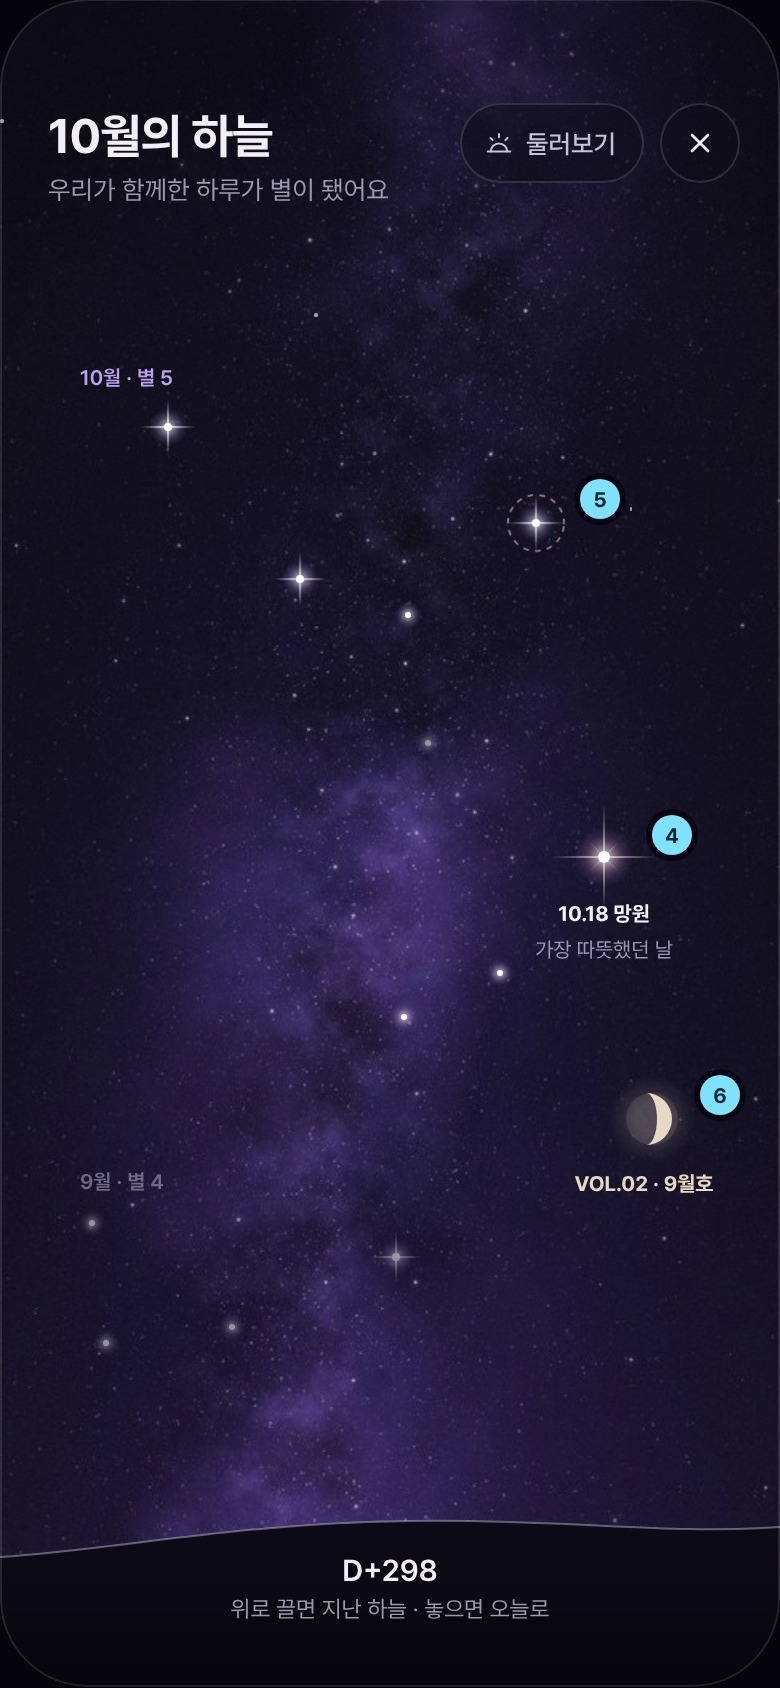 10월의 하늘
둘러보기
우리가 함께한 하루가 별이 됐어요
10월 · 별 5
5
4
10.18 망원
가장 따뜻했던 날
6
9월 · 별 4
VOL.02 · 9월호
D+298
위로 끌면 지난 하늘 · 놓으면 오늘로